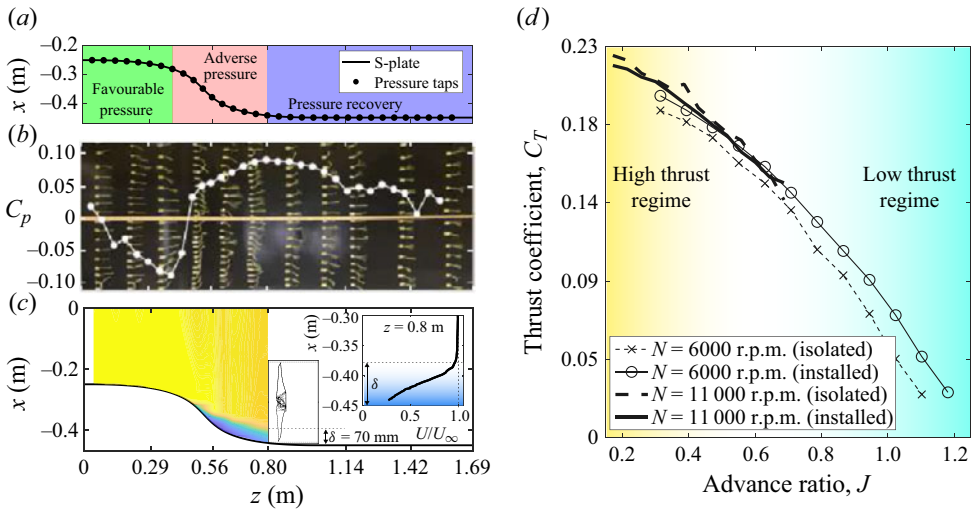 (a)
−0.2
−0.3
−0.4
x (m)
Favourable
pressure
Adverse
pressure
Pressure recovery
S-plate
Pressure taps
(b)
0.10
0.05
0
−0.05
−0.10
C_p
(c)
0
−0.2
−0.4
x (m)
−0.30
−0.35
−0.40
−0.45
x (m)
z = 0.8 m
δ
0 0.5 1.0
U/U∞
δ = 70 mm
0 0.29 0.56 0.80 1.14 1.42 1.69
z (m)
(d)
0.23
0.18
0.14
0.09
0.05
0
Thrust coefficient, C_T
High thrust
regime
Low thrust
regime
N = 6000 r.p.m. (isolated)
N = 6000 r.p.m. (installed)
N = 11 000 r.p.m. (isolated)
N = 11 000 r.p.m. (installed)
0.2 0.4 0.6 0.8 1.0 1.2
Advance ratio, J